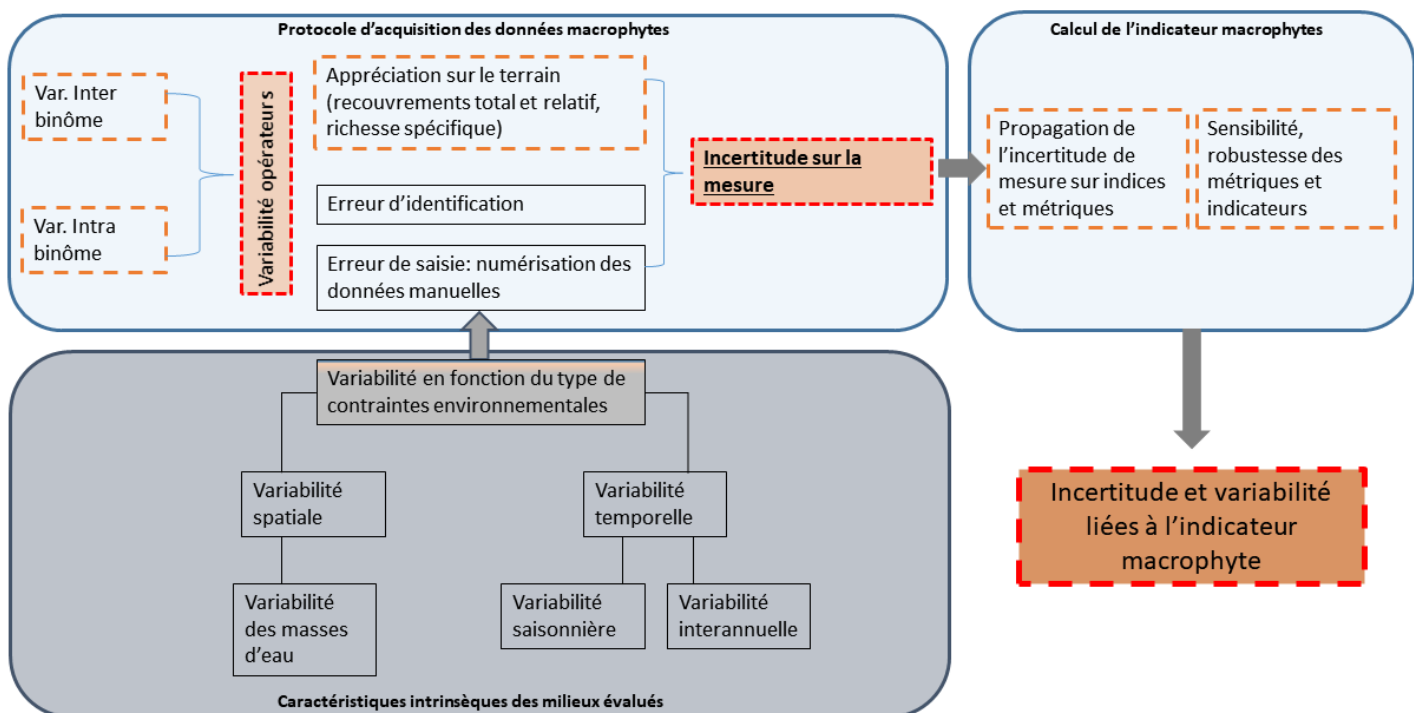 Protocole d’acquisition des données macrophytes
Var. Inter
binôme
Var. Intra
binôme
Variabilité opérateurs
Appréciation sur le terrain
(recouvrements total et relatif,
richesse spécifique)
Erreur d’identification
Erreur de saisie: numérisation des
données manuelles
Incertitude sur la
mesure
Calcul de l’indicateur macrophytes
Propagation de
l’incertitude de
mesure sur indices
et métriques
Sensibilité,
robustesse des
métriques et
indicateurs
Variabilité en fonction du type de
contraintes environnementales
Variabilité
spatiale
Variabilité
temporelle
Variabilité
des masses
d’eau
Variabilité
saisonnière
Variabilité
interannuelle
Caractéristiques intrinsèques des milieux évalués
Incertitude et variabilité
liées à l’indicateur
macrophyte